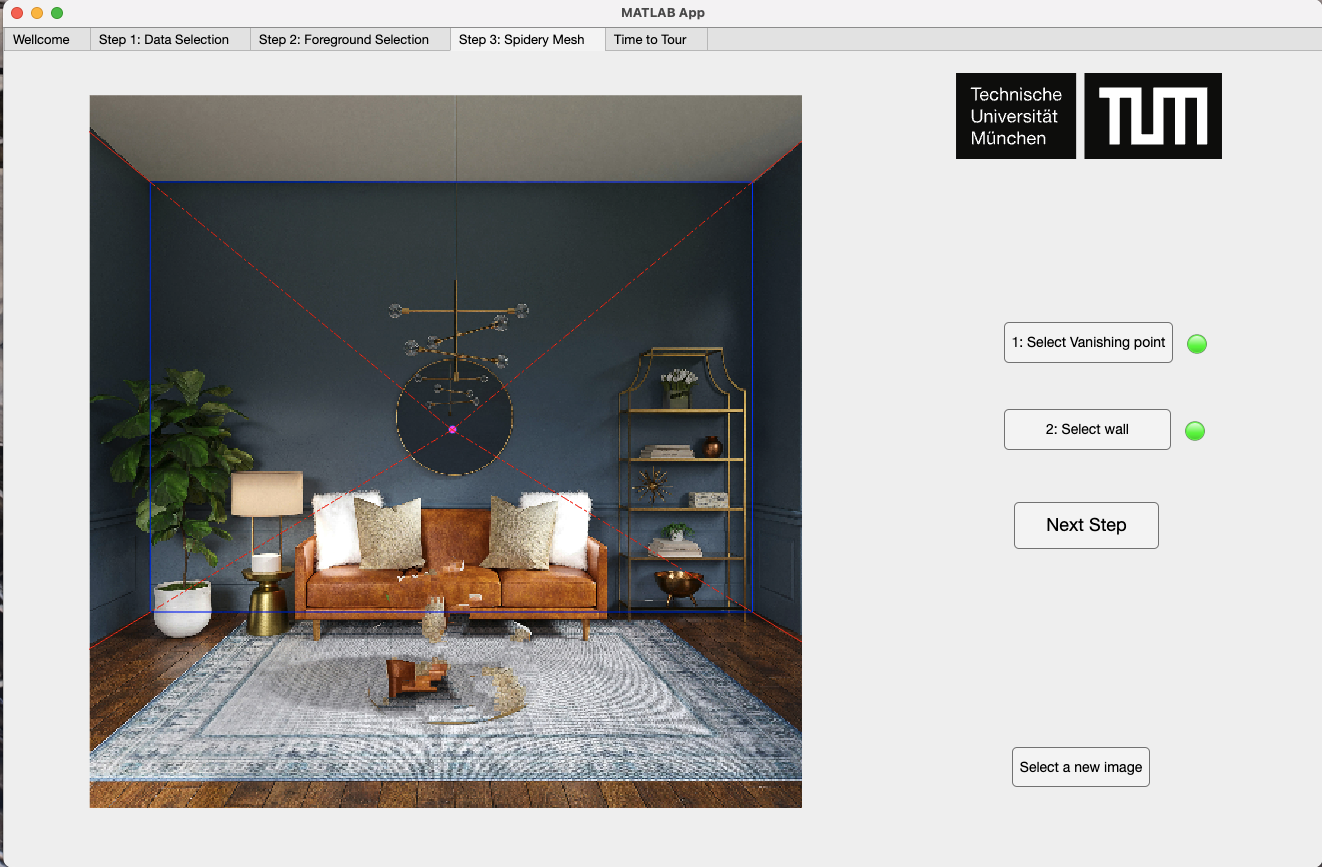 MATLAB App
Wellcome
Step 1: Data Selection
Step 2: Foreground Selection
Step 3: Spidery Mesh
Time to Tour
Technische
Universität
München
TUM
1: Select Vanishing point
2: Select wall
Next Step
Select a new image